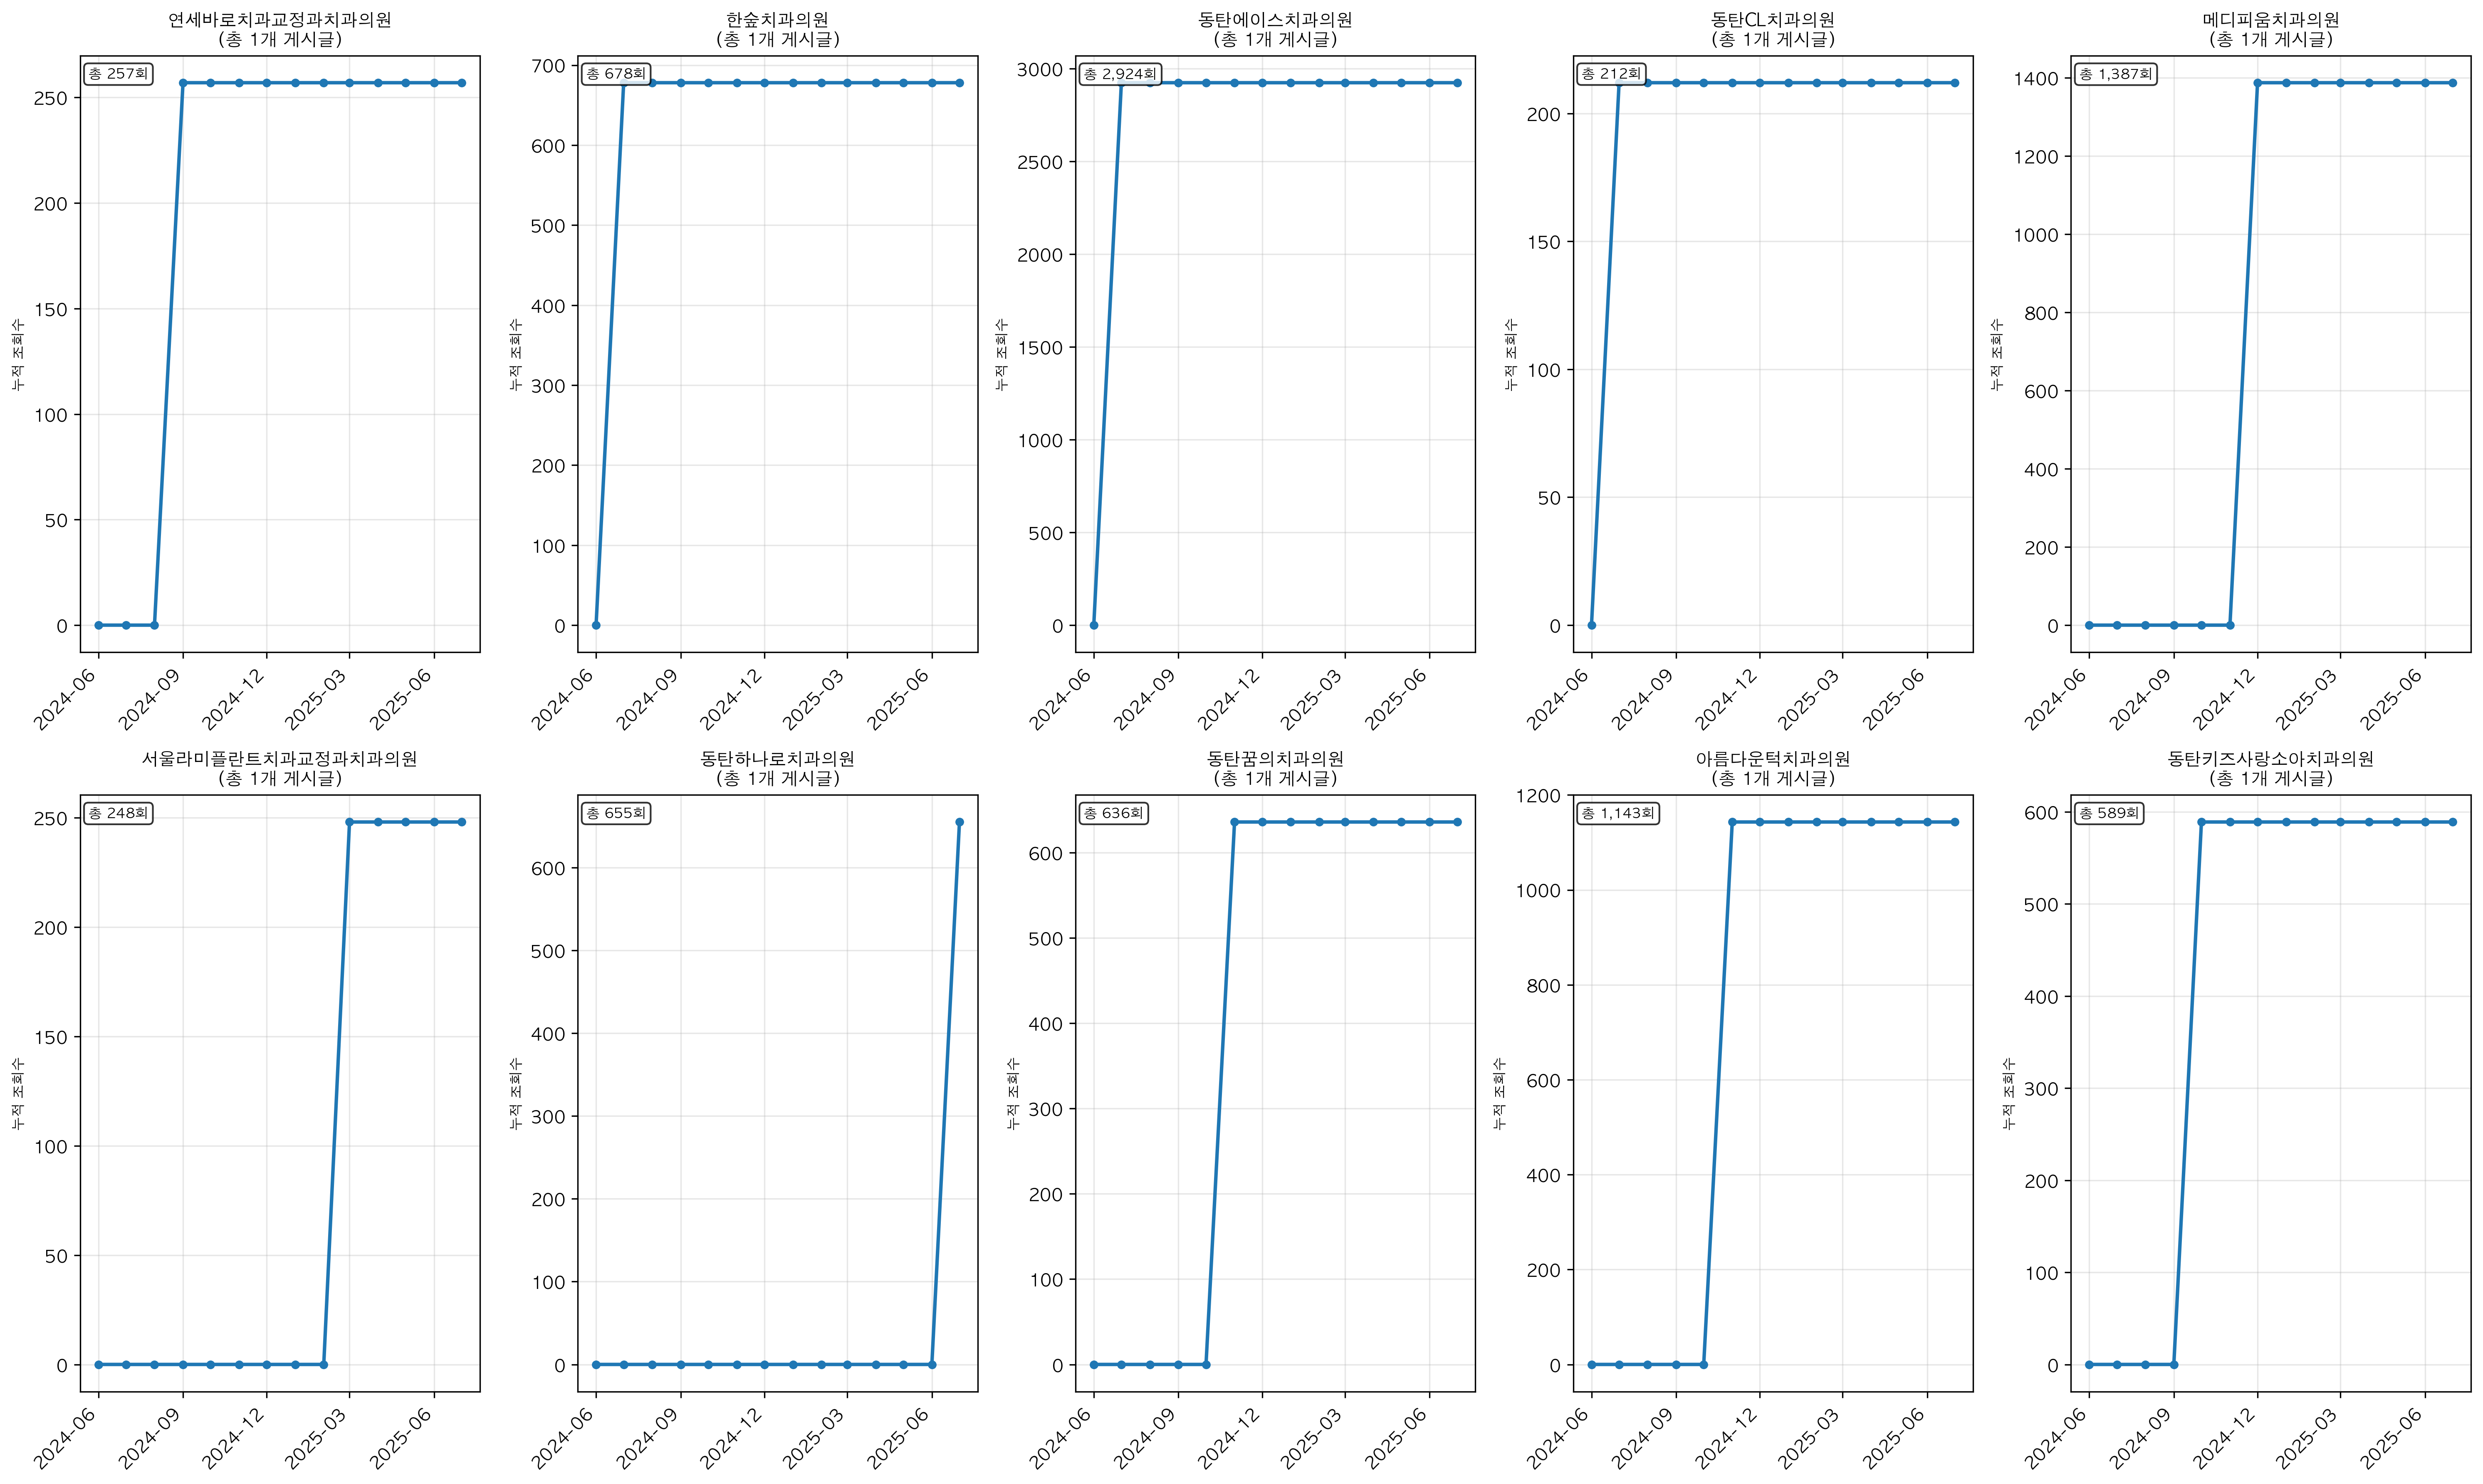 연세바로치과교정과치과의원
(총 1개 게시글)
총 257회
누적 조회수
250
200
150
100
50
0
2024-06
2024-09
2024-12
2025-03
2025-06
한숲치과의원
(총 1개 게시글)
총 678회
누적 조회수
700
600
500
400
300
200
100
0
2024-06
2024-09
2024-12
2025-03
2025-06
동탄에이스치과의원
(총 1개 게시글)
총 2,924회
누적 조회수
3000
2500
2000
1500
1000
500
0
2024-06
2024-09
2024-12
2025-03
2025-06
동탄CL치과의원
(총 1개 게시글)
총 212회
누적 조회수
200
150
100
50
0
2024-06
2024-09
2024-12
2025-03
2025-06
메디피움치과의원
(총 1개 게시글)
총 1,387회
누적 조회수
1400
1200
1000
800
600
400
200
0
2024-06
2024-09
2024-12
2025-03
2025-06
서울라미플란트치과교정과치과의원
(총 1개 게시글)
총 248회
누적 조회수
250
200
150
100
50
0
2024-06
2024-09
2024-12
2025-03
2025-06
동탄하나로치과의원
(총 1개 게시글)
총 655회
누적 조회수
600
500
400
300
200
100
0
2024-06
2024-09
2024-12
2025-03
2025-06
동탄꿈의치과의원
(총 1개 게시글)
총 636회
누적 조회수
600
500
400
300
200
100
0
2024-06
2024-09
2024-12
2025-03
2025-06
아름다운턱치과의원
(총 1개 게시글)
총 1,143회
누적 조회수
1200
1000
800
600
400
200
0
2024-06
2024-09
2024-12
2025-03
2025-06
동탄키즈사랑소아치과의원
(총 1개 게시글)
총 589회
누적 조회수
600
500
400
300
200
100
0
2024-06
2024-09
2024-12
2025-03
2025-06